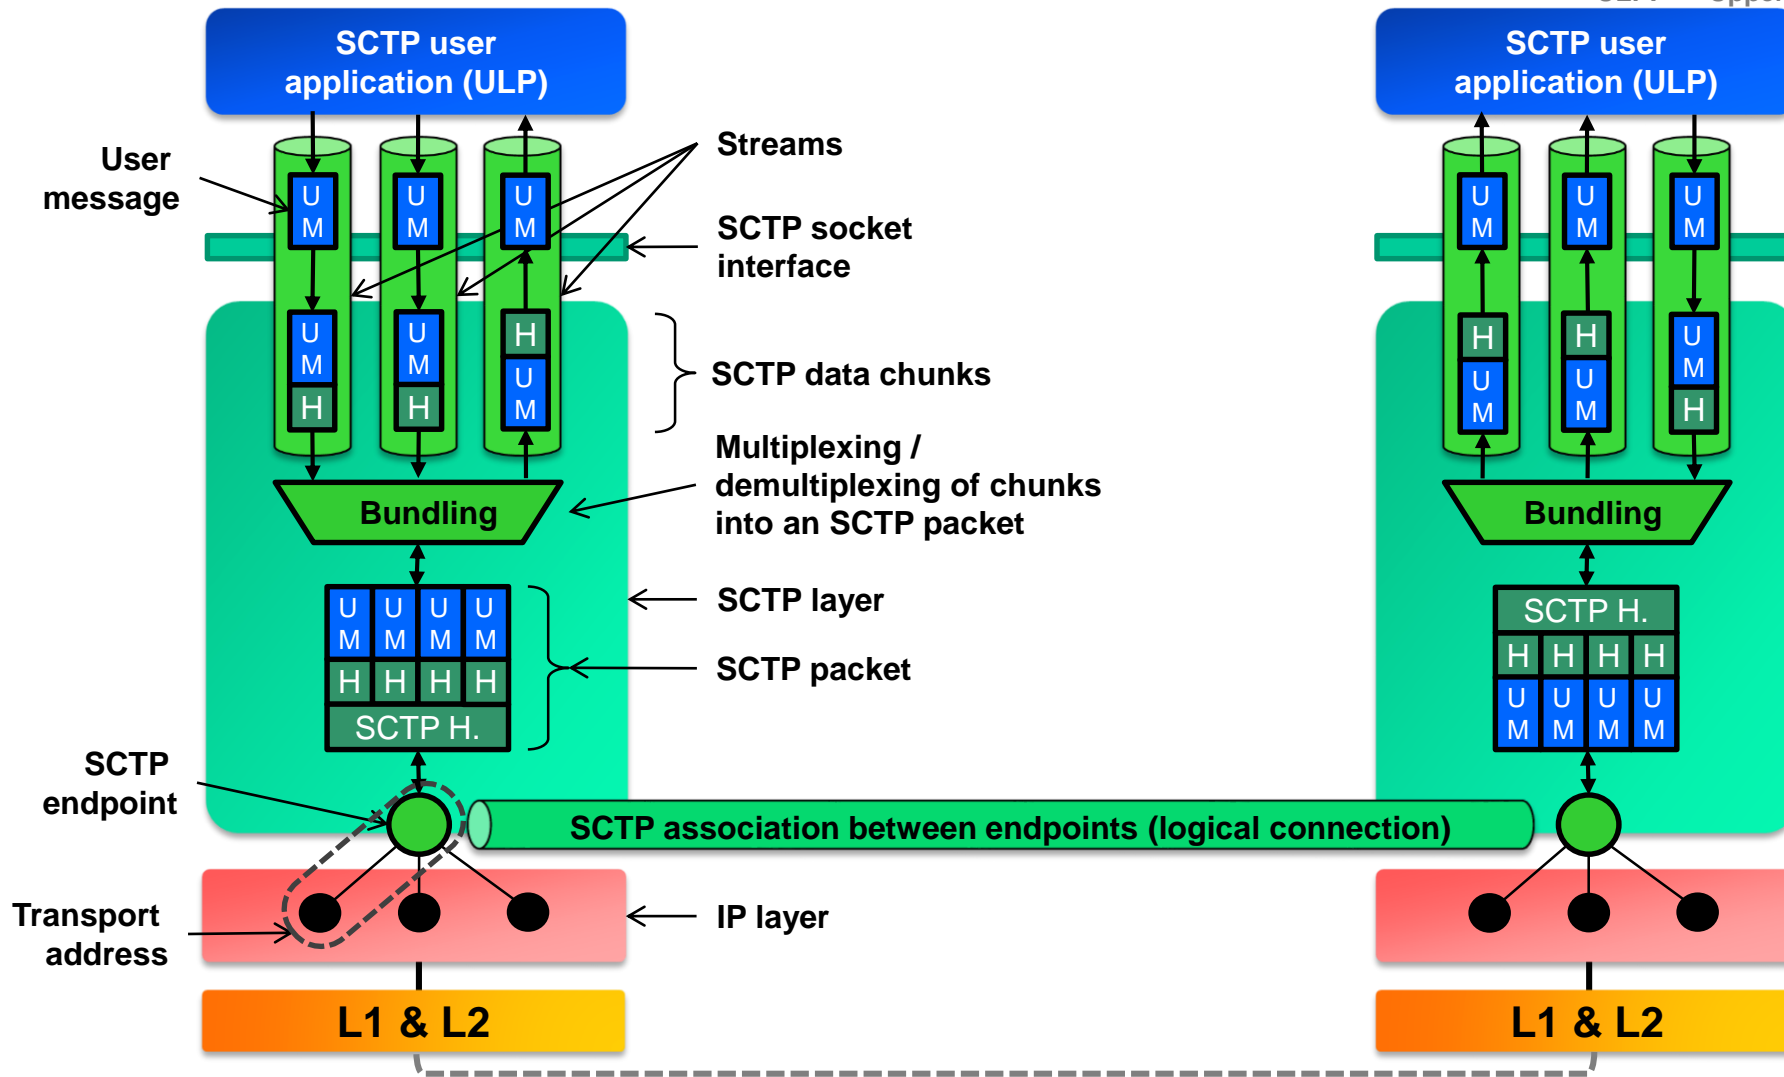 SCTP user
application (ULP)
SCTP user
application (ULP)
User
message
U
M
U
M
U
M
Streams
U
M
U
M
U
M
SCTP socket
interface
U
M
H
U
M
H
H
U
M
SCTP data chunks
H
U
M
H
U
M
U
M
H
Multiplexing /
demultiplexing of chunks
into an SCTP packet
Bundling
Bundling
SCTP layer
U
M
U
M
U
M
U
M
H
H
H
H
SCTP H.
SCTP packet
SCTP H.
H
H
H
H
U
M
U
M
U
M
U
M
SCTP
endpoint
SCTP association between endpoints (logical connection)
Transport
address
IP layer
L1 & L2
L1 & L2